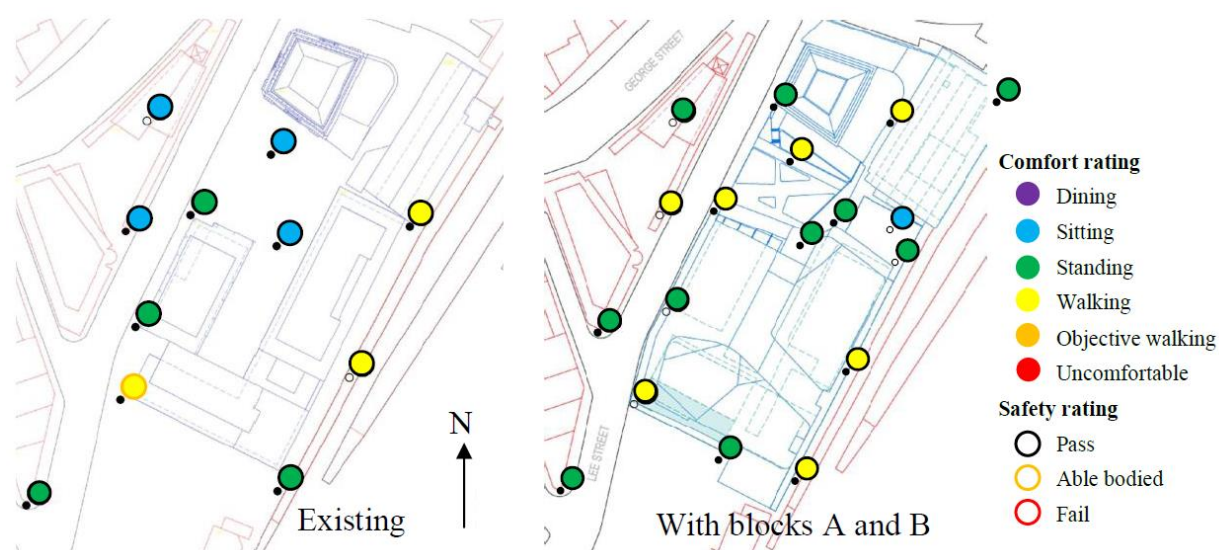 GEORGE STREET
LEE STREET
N
Existing
With blocks A and B
Comfort rating
Dining
Sitting
Standing
Walking
Objective walking
Uncomfortable
Safety rating
Pass
Able bodied
Fail